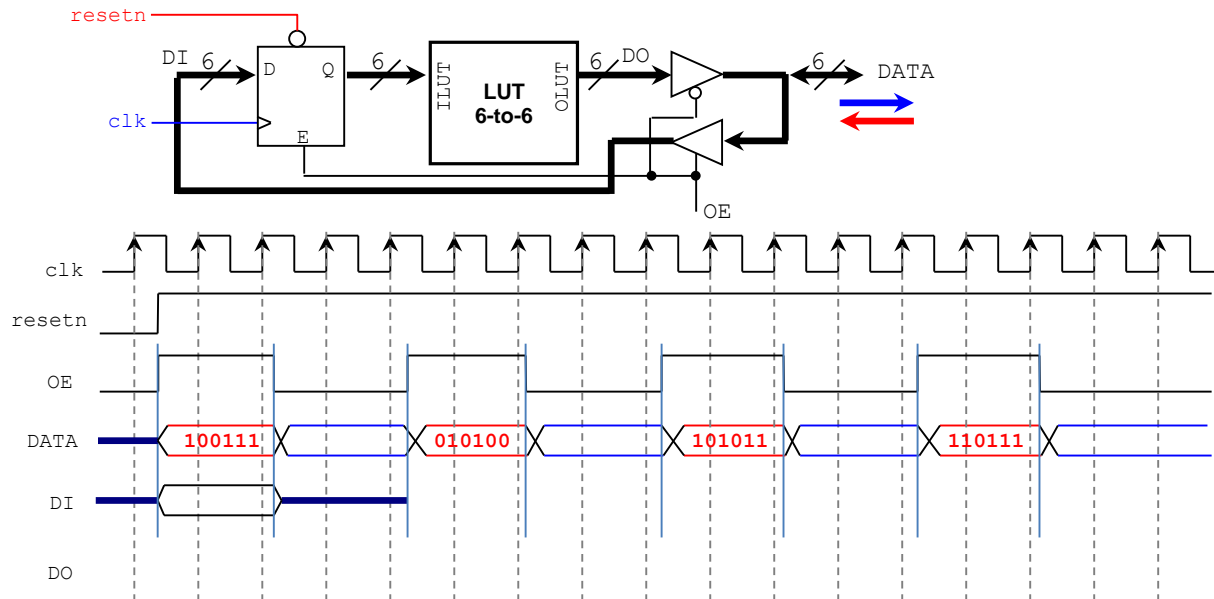 resetn
DI 6 6 6 DO 6 DATA
D Q ILUT LUT OLUT
6-to-6
clk
E
OE
clk
resetn
OE
DATA 100111 010100 101011 110111
DI
DO